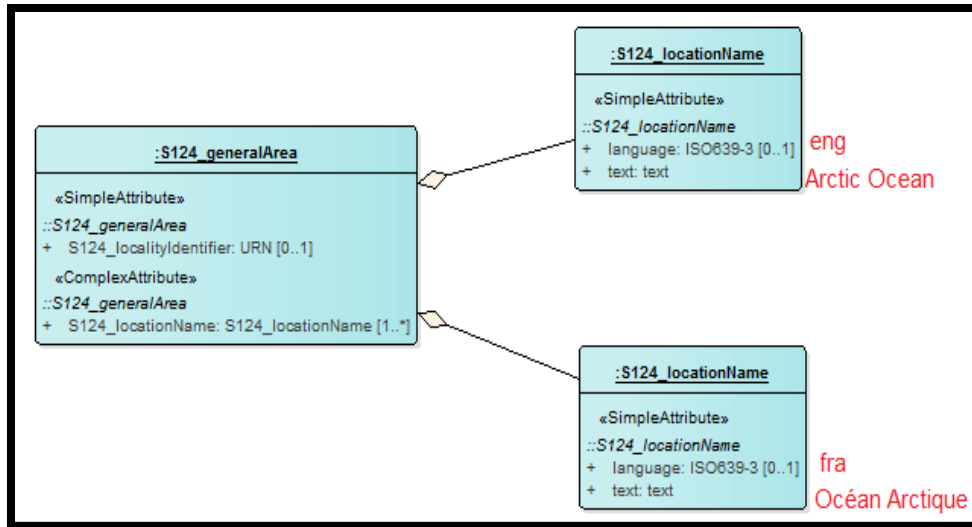 :S124_generalArea
«SimpleAttribute»
::S124_generalArea
+ S124_localityIdentifier: URN [0..1]
«ComplexAttribute»
::S124_generalArea
+ S124_locationName: S124_locationName [1..*]
:S124_locationName
«SimpleAttribute»
::S124_locationName
+ language: ISO639-3 [0..1]
+ text: text
eng
Arctic Ocean
:S124_locationName
«SimpleAttribute»
::S124_locationName
+ language: ISO639-3 [0..1]
+ text: text
fra
Océan Arctique